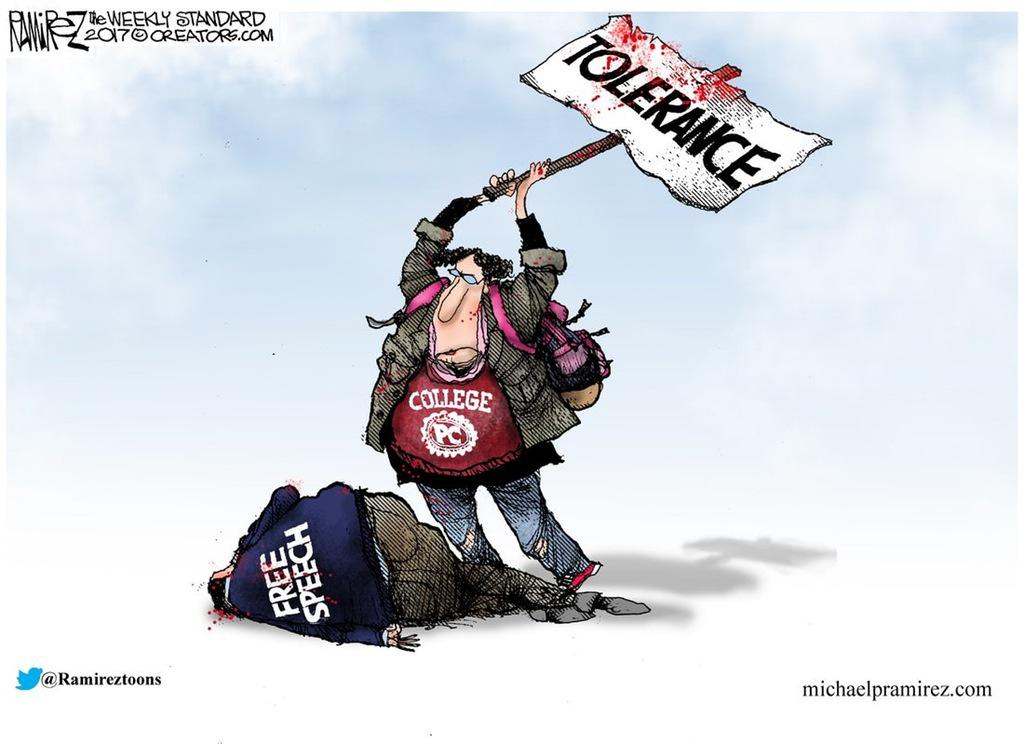 RAMIREZ the WEEKLY STANDARD
2017 © CREATORS.COM
TOLERANCE
COLLEGE
PC
FREE
SPEECH
@Ramireztoons
michaelpramirez.com